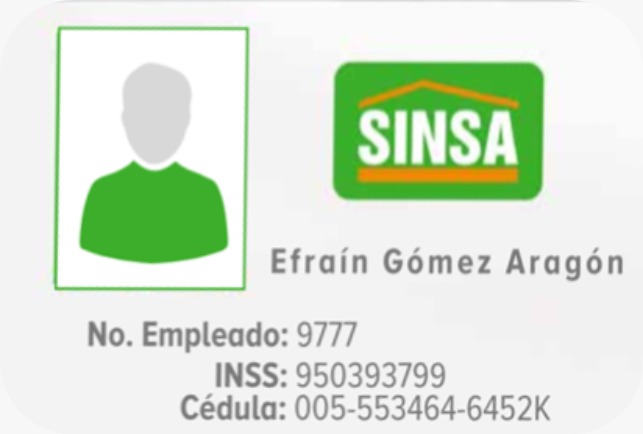 SINSA
Efraín Gómez Aragón
No. Empleado: 9777
INSS: 950393799
Cédula: 005-553464-6452K